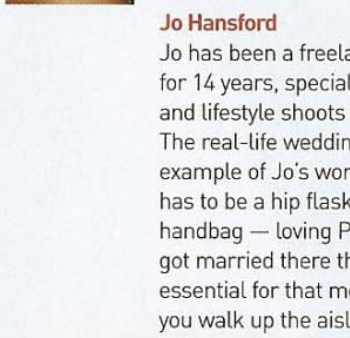 Jo Hansford
Jo has been a freela
for 14 years, special
and lifestyle shoots
The real-life weddin
example of Jo's wor
has to be a hip flask
handbag — loving P
got married there th
essential for that m
you walk up the aisl